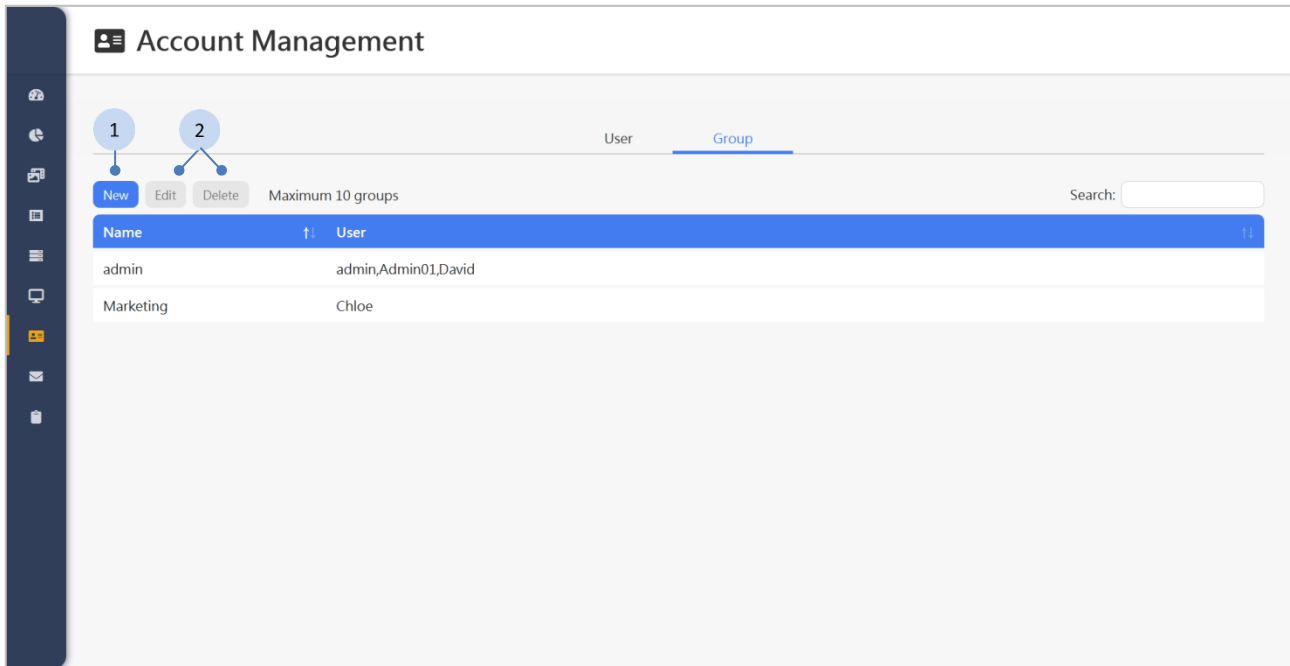 Account Management
1 2
User Group
New Edit Delete Maximum 10 groups Search:
Name User
admin admin,Admin01,David
Marketing Chloe